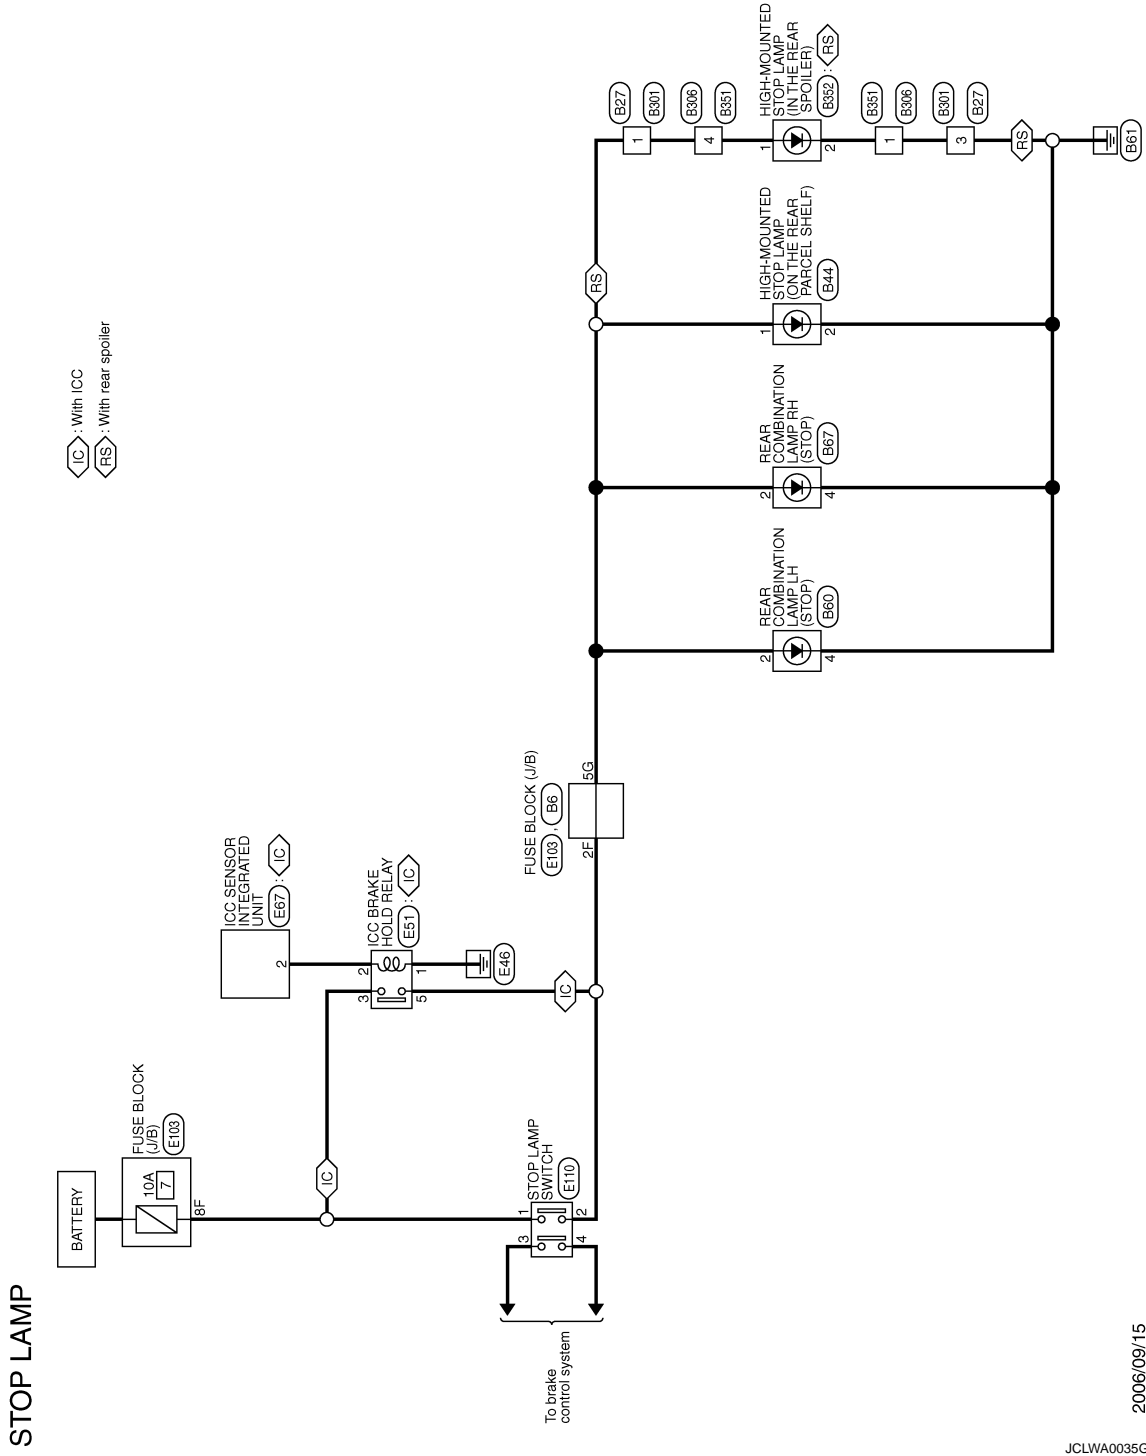 STOP LAMP
IC : With ICC
RS : With rear spoiler
BATTERY
FUSE BLOCK
(J/B)
E103
10A
7
8F
IC
ICC SENSOR
INTEGRATED
UNIT
E67 : IC
2
ICC BRAKE
HOLD RELAY
E51 : IC
2
3
1
5
E46
IC
STOP LAMP
SWITCH
E110
1
3
2
4
To brake
control system
FUSE BLOCK (J/B)
E103 , B6
2F
5G
REAR
COMBINATION
LAMP LH
(STOP)
B60
2
4
REAR
COMBINATION
LAMP RH
(STOP)
B67
2
4
HIGH-MOUNTED
STOP LAMP
(ON THE REAR
PARCEL SHELF)
B44
1
2
RS
B27
1
B301
B306
4
B351
HIGH-MOUNTED
STOP LAMP
(IN THE REAR
SPOILER)
B352 : RS
1
2
B351
1
B306
B301
3
B27
RS
B61
2006/09/15
JCLWA0035G